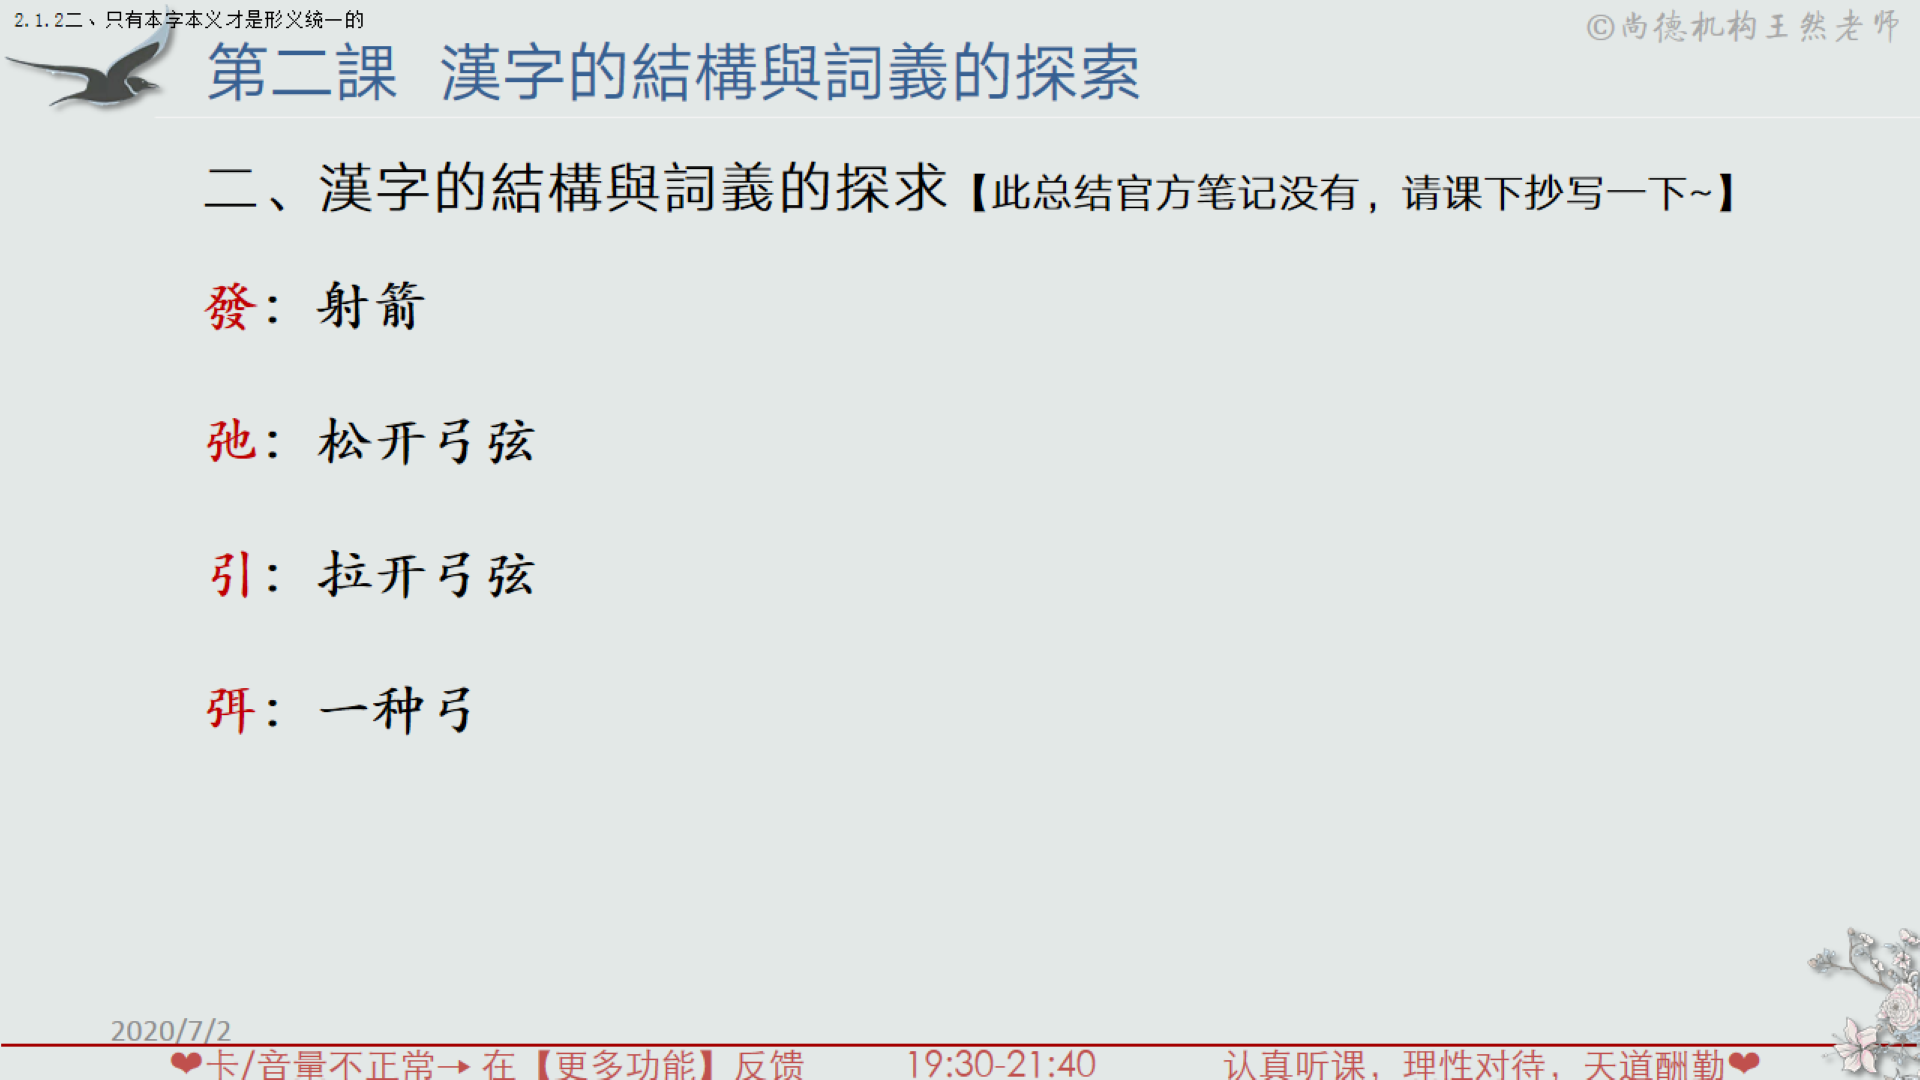 2.1.2二、只有本字本义才是形义统一的
©尚德机构王然老师
第二課 漢字的結構與詞義的探索
二、漢字的結構與詞義的探求【此总结官方笔记没有，请课下抄写一下~】
發：射箭
弛：松开弓弦
引：拉开弓弦
弭：一种弓
2020/7/2
❤卡/音量不正常→在【更多功能】反馈 19:30-21:40 认真听课，理性对待，天道酬勤❤